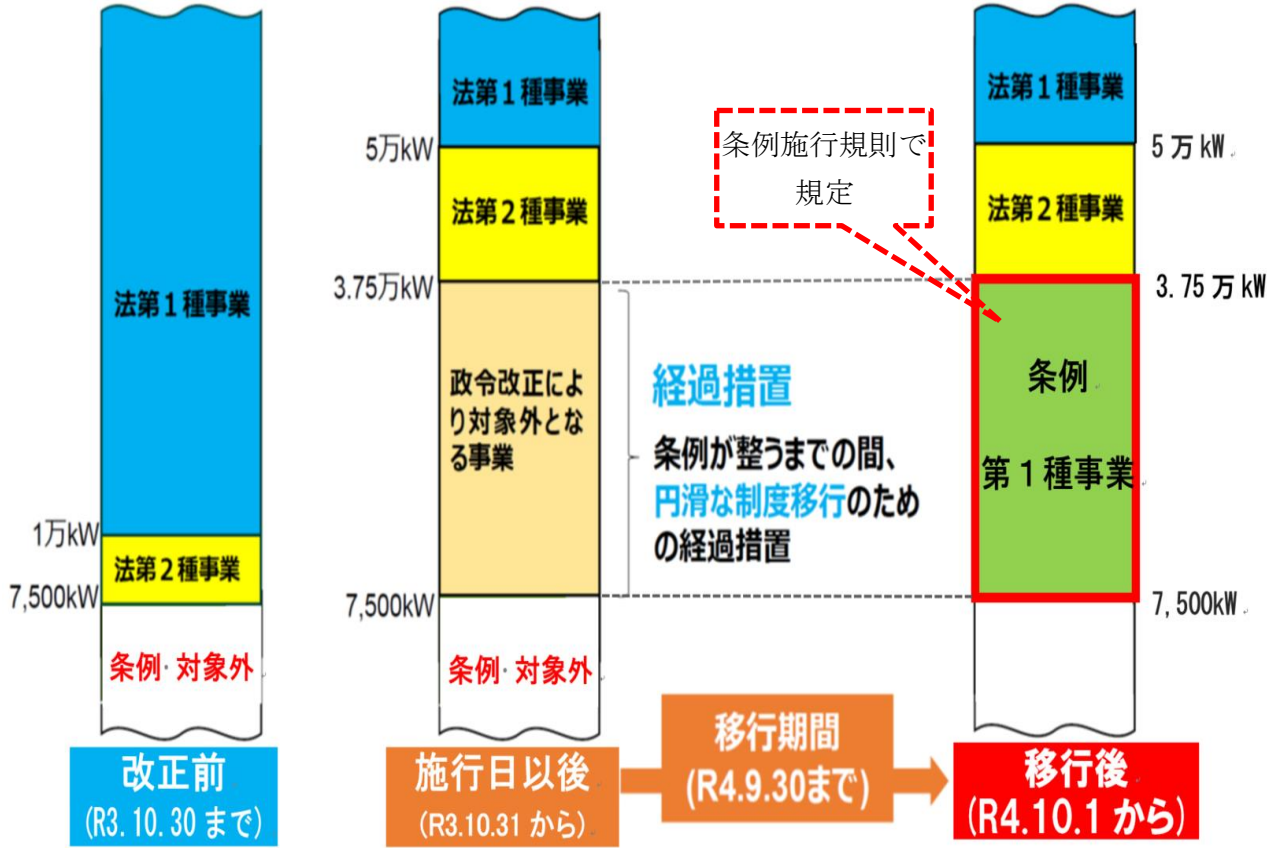 法第1種事業
1万kW
法第2種事業
7,500kW
条例・対象外
改正前
(R3.10.30 まで)
法第1種事業
5万kW
法第2種事業
3.75万kW
政令改正によ
り対象外とな
る事業
7,500kW
条例・対象外
施行日以後
(R3.10.31 から)
経過措置
条例が整うまでの間、
円滑な制度移行のため
の経過措置
移行期間
(R4.9.30まで)
条例施行規則で
規定
法第1種事業
5 万 kW
法第2種事業
3.75 万 kW
条例
第1種事業
7,500kW
移行後
(R4.10.1 から)